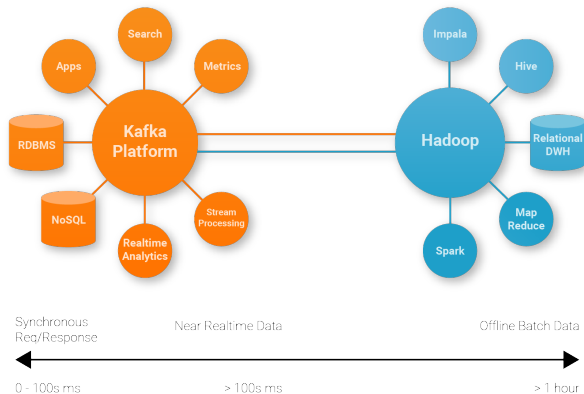 Search
Apps
Metrics
Kafka
Platform
RDBMS
NoSQL
Realtime
Analytics
Stream
Processing
Impala
Hive
Hadoop
Relational
DWH
Map
Reduce
Spark
Synchronous
Req/Response
Near Realtime Data
Offline Batch Data
0 - 100s ms
> 100s ms
> 1 hour